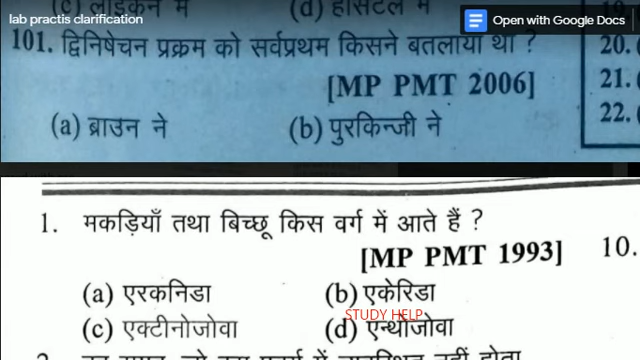 (c) लाइकेन में (d) हॉर्सटेल में
lab practis clarification
Open with Google Docs
101. द्विनिषेचन प्रक्रम को सर्वप्रथम किसने बतलाया था ?
20.
[MP PMT 2006]
21.
(a) ब्राउन ने (b) पुरकिन्जी ने
22.
1. मकड़ियाँ तथा बिच्छू किस वर्ग में आते हैं ?
[MP PMT 1993] 10.
(a) एरकनिडा (b) एकेरिडा
STUDY HELP
(c) एक्टीनोजोवा (d) एन्थोजोवा